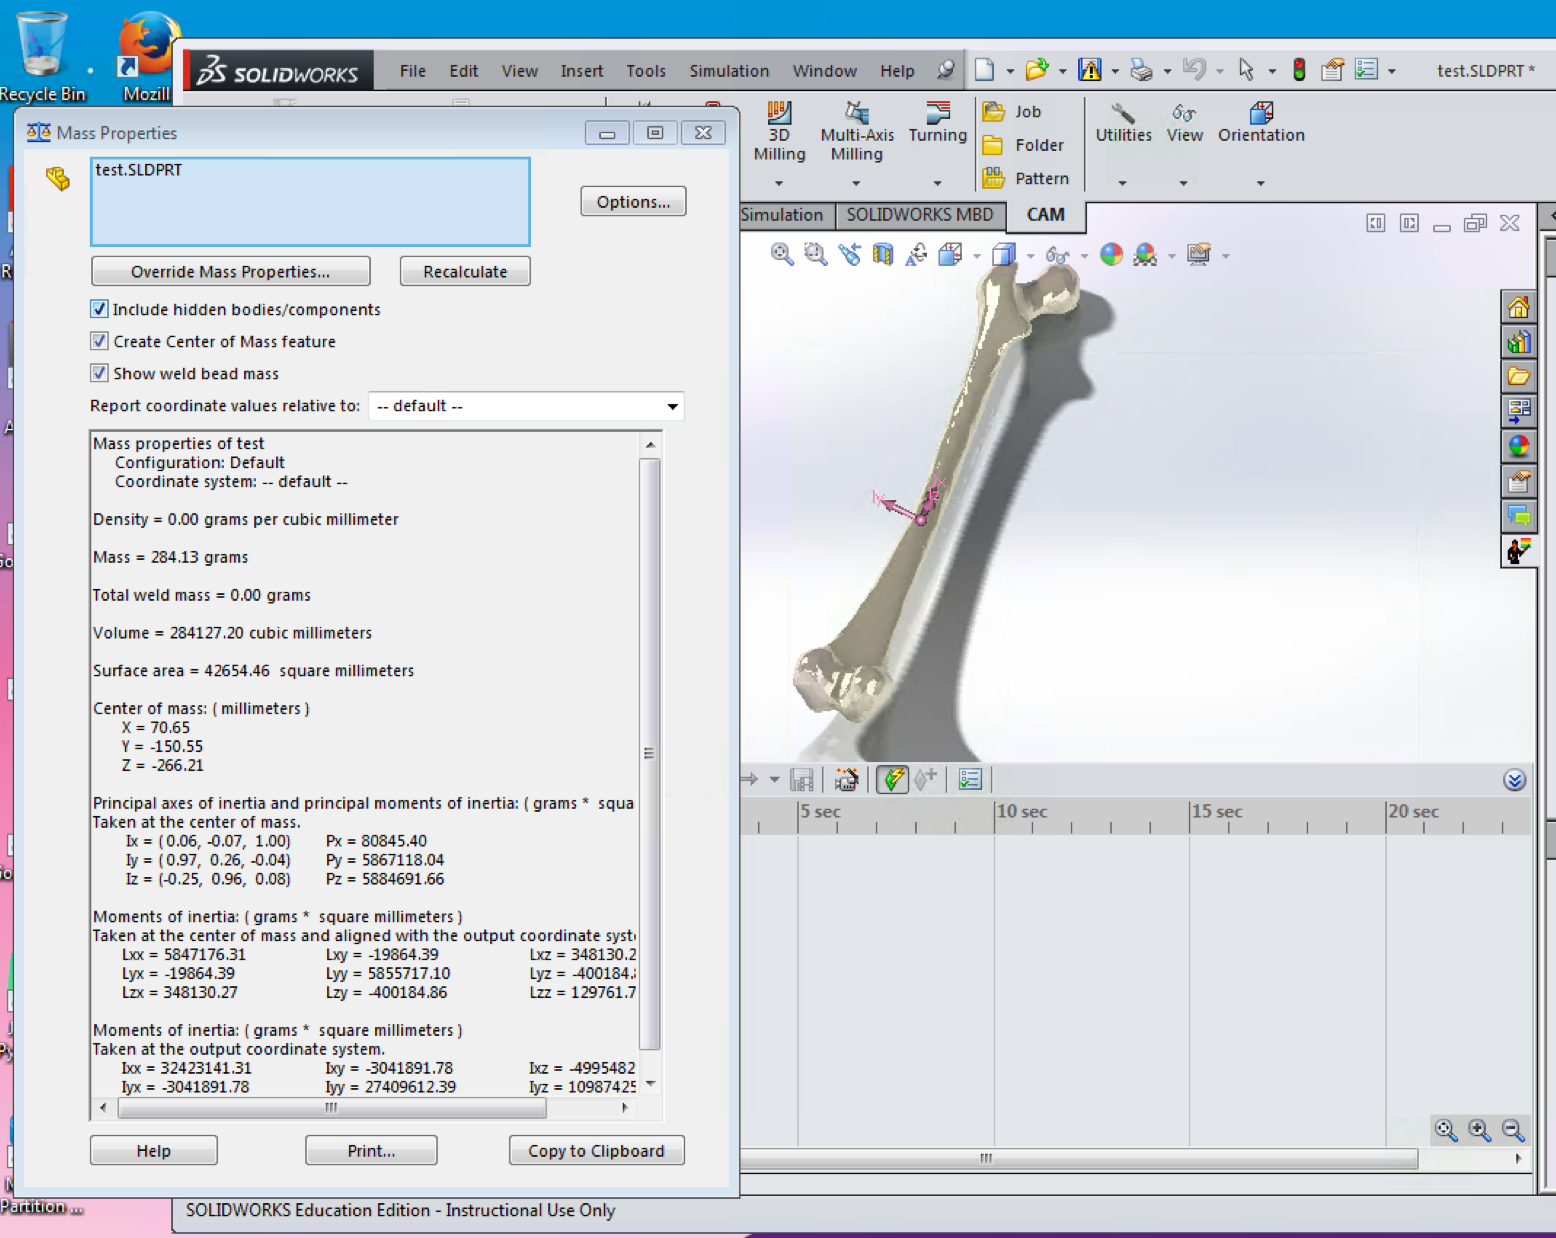 Recycle Bin
Mozill
SOLIDWORKS
File Edit View Insert Tools Simulation Window Help
test.SLDPRT *
3D Milling
Multi-Axis Milling
Turning
Job
Folder
Pattern
Utilities
View
Orientation
Simulation
SOLIDWORKS MBD
CAM
Mass Properties
test.SLDPRT
Options...
Override Mass Properties...
Recalculate
Include hidden bodies/components
Create Center of Mass feature
Show weld bead mass
Report coordinate values relative to: -- default --
Mass properties of test
Configuration: Default
Coordinate system: -- default --
Density = 0.00 grams per cubic millimeter
Mass = 284.13 grams
Total weld mass = 0.00 grams
Volume = 284127.20 cubic millimeters
Surface area = 42654.46 square millimeters
Center of mass: ( millimeters )
X = 70.65
Y = -150.55
Z = -266.21
Principal axes of inertia and principal moments of inertia: ( grams * squa
Taken at the center of mass.
Ix = ( 0.06, -0.07, 1.00) Px = 80845.40
Iy = ( 0.97, 0.26, -0.04) Py = 5867118.04
Iz = (-0.25, 0.96, 0.08) Pz = 5884691.66
Moments of inertia: ( grams * square millimeters )
Taken at the center of mass and aligned with the output coordinate syst
Lxx = 5847176.31 Lxy = -19864.39 Lxz = 348130.2
Lyx = -19864.39 Lyy = 5855717.10 Lyz = -400184.
Lzx = 348130.27 Lzy = -400184.86 Lzz = 129761.7
Moments of inertia: ( grams * square millimeters )
Taken at the output coordinate system.
Ixx = 32423141.31 Ixy = -3041891.78 Ixz = -4995482
Iyx = -3041891.78 Iyy = 27409612.39 Iyz = 10987425
Help
Print...
Copy to Clipboard
Iy
Ix
Iz
5 sec
10 sec
15 sec
20 sec
Partition ...
SOLIDWORKS Education Edition - Instructional Use Only